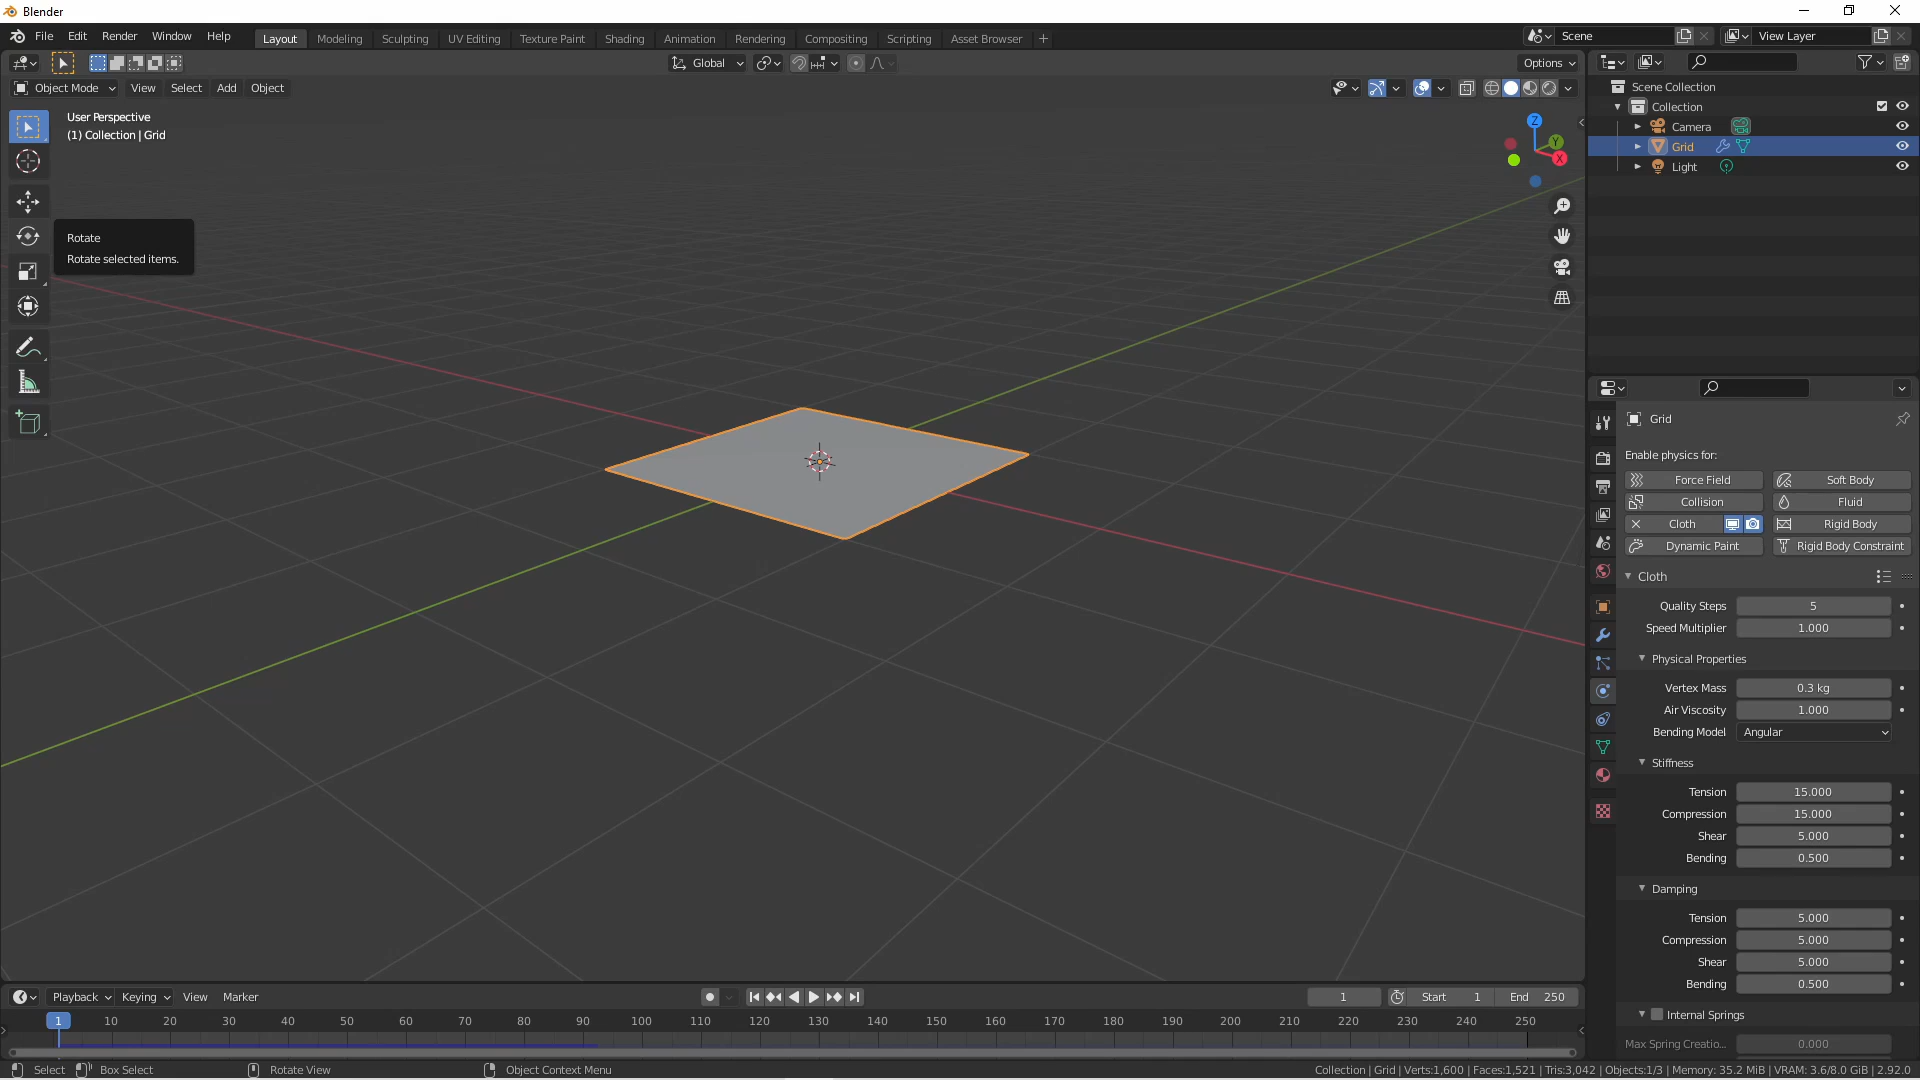 Blender
File Edit Render Window Help Layout Modeling Sculpting UV Editing Texture Paint Shading Animation Rendering Compositing Scripting Asset Browser + Scene View Layer
Global Options
Object Mode View Select Add Object
User Perspective
(1) Collection | Grid
Z
Y
X
Rotate
Rotate selected items.
Scene Collection
Collection
Camera
Grid
Light
Grid
Enable physics for:
Force Field Soft Body
Collision Fluid
Cloth Rigid Body
Dynamic Paint Rigid Body Constraint
Cloth
Quality Steps 5
Speed Multiplier 1.000
Physical Properties
Vertex Mass 0.3 kg
Air Viscosity 1.000
Bending Model Angular
Stiffness
Tension 15.000
Compression 15.000
Shear 5.000
Bending 0.500
Damping
Tension 5.000
Compression 5.000
Shear 5.000
Bending 0.500
Internal Springs
Max Spring Creatio... 0.000
Playback Keying View Marker 1 Start 1 End 250
1 10 20 30 40 50 60 70 80 90 100 110 120 130 140 150 160 170 180 190 200 210 220 230 240 250
Select Box Select Rotate View Object Context Menu Collection | Grid | Verts:1,600 | Faces:1,521 | Tris:3,042 | Objects:1/3 | Memory: 35.2 MiB | VRAM: 3.6/8.0 GiB | 2.92.0